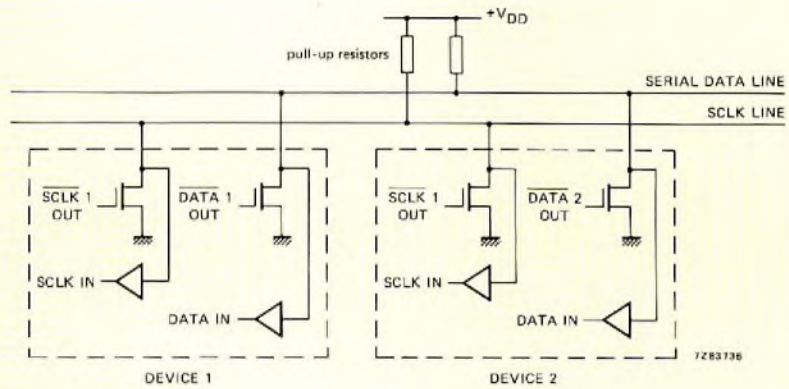 +VDD
pull-up resistors
SERIAL DATA LINE
SCLK LINE
SCLK 1
OUT
DATA 1
OUT
SCLK 1
OUT
DATA 2
OUT
SCLK IN
DATA IN
SCLK IN
DATA IN
7Z83736
DEVICE 1
DEVICE 2